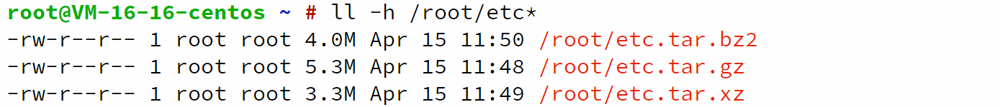 root@VM-16-16-centos ~ # ll -h /root/etc*
-rw-r--r-- 1 root root 4.0M Apr 15 11:50 /root/etc.tar.bz2
-rw-r--r-- 1 root root 5.3M Apr 15 11:48 /root/etc.tar.gz
-rw-r--r-- 1 root root 3.3M Apr 15 11:49 /root/etc.tar.xz